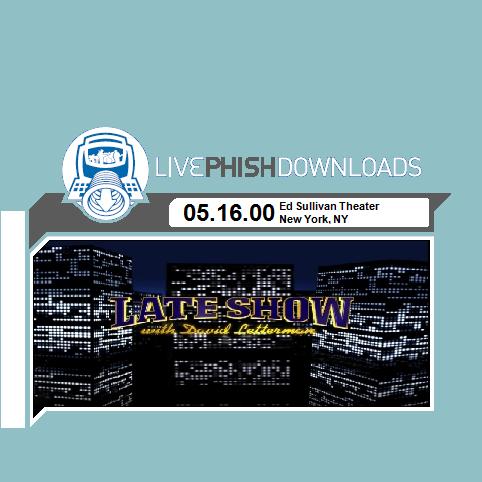 LIVEPHISHDOWNLOADS
05.16.00
Ed Sullivan Theater
New York, NY
LATE SHOW
with David Letterman